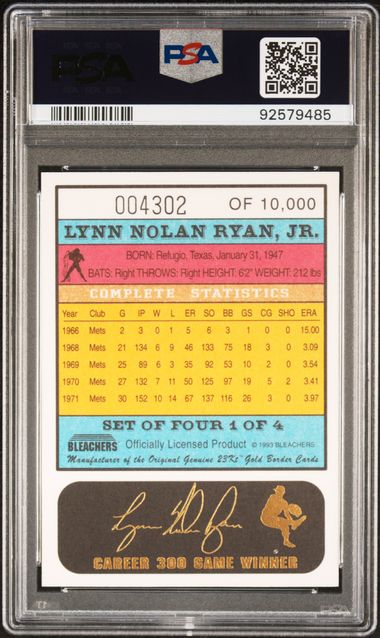 PSA
PSA
92579485
004302 OF 10,000
LYNN NOLAN RYAN, JR.
BORN: Refugio, Texas, January 31, 1947
BATS: Right THROWS: Right HEIGHT: 6'2" WEIGHT: 212 lbs
COMPLETE STATISTICS
Year Club G IP W L ER SO BB GS CG SHO ERA
1966 Mets 2 3 0 1 5 6 3 1 0 0 15.00
1968 Mets 21 134 6 9 46 133 75 18 3 0 3.09
1969 Mets 25 89 6 3 35 92 53 10 2 0 3.54
1970 Mets 27 132 7 11 50 125 97 19 5 2 3.41
1971 Mets 30 152 10 14 67 137 116 26 3 0 3.97
SET OF FOUR 1 OF 4
BLEACHERS Officially Licensed Product © 1993 BLEACHERS
Manufacturer of the Original Genuine 23Kt Gold Border Cards
Lynn Nolan Ryan
CAREER 300 GAME WINNER